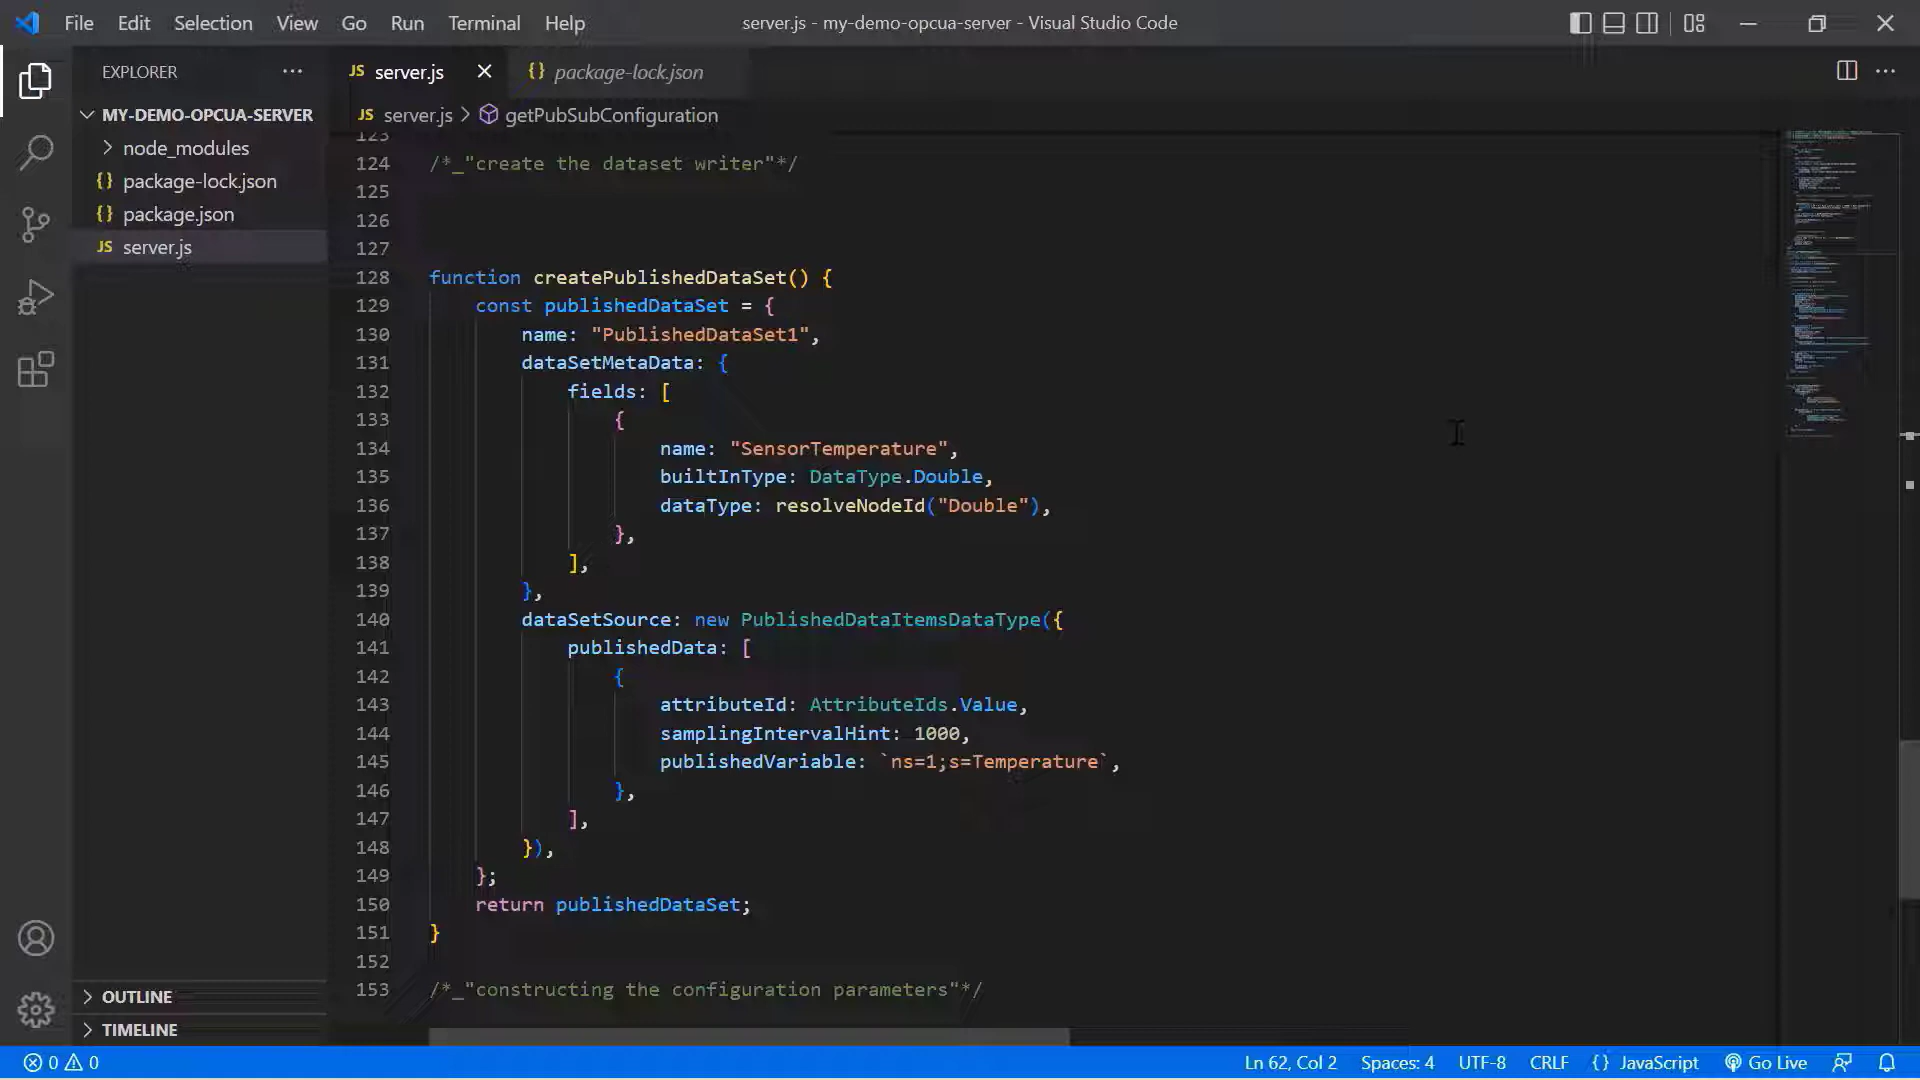 File Edit Selection View Go Run Terminal Help server.js - my-demo-opcua-server - Visual Studio Code
EXPLORER
JS server.js
{} package-lock.json
MY-DEMO-OPCUA-SERVER
JS server.js > getPubSubConfiguration
node_modules
{} package-lock.json
{} package.json
JS server.js
123
124 /*_"create the dataset writer"*/
125
126
127
128 function createPublishedDataSet() {
129 const publishedDataSet = {
130 name: "PublishedDataSet1",
131 dataSetMetaData: {
132 fields: [
133 {
134 name: "SensorTemperature",
135 builtInType: DataType.Double,
136 dataType: resolveNodeId("Double"),
137 },
138 ],
139 },
140 dataSetSource: new PublishedDataItemsDataType({
141 publishedData: [
142 {
143 attributeId: AttributeIds.Value,
144 samplingIntervalHint: 1000,
145 publishedVariable: `ns=1;s=Temperature`,
146 },
147 ],
148 }),
149 };
150 return publishedDataSet;
151 }
152
153 /*_"constructing the configuration parameters"*/
OUTLINE
TIMELINE
0 0 Ln 62, Col 2 Spaces: 4 UTF-8 CRLF {} JavaScript Go Live